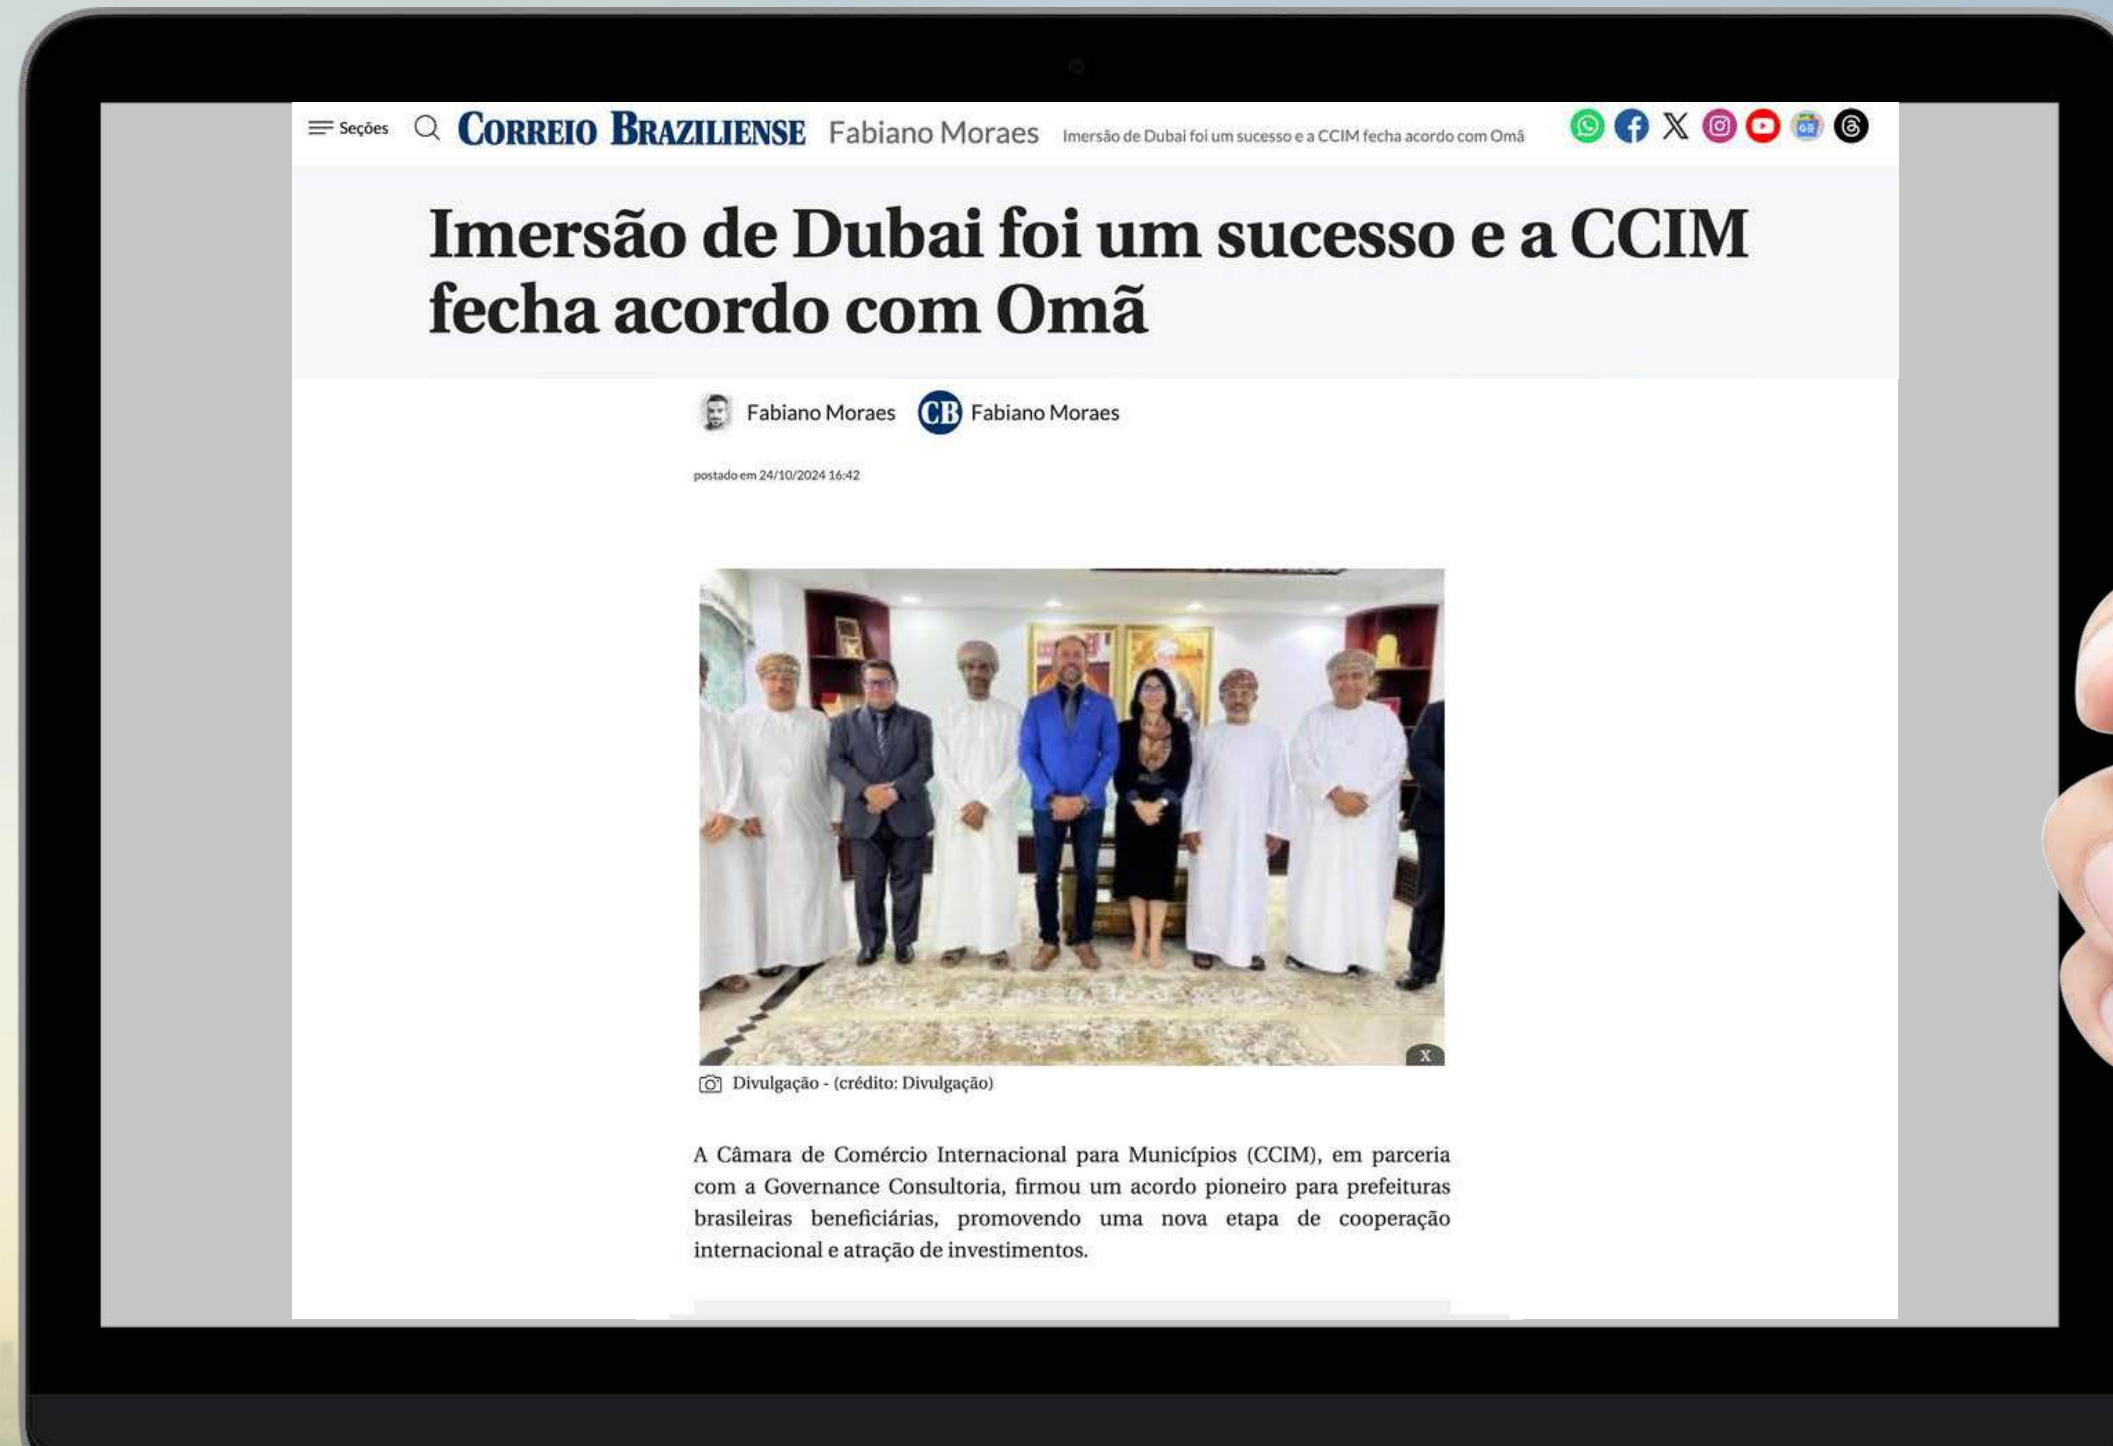 Seções CORREIO BRAZILIENSE Fabiano Moraes Imersão de Dubai foi um sucesso e a CCIM fecha acordo com Omã
Imersão de Dubai foi um sucesso e a CCIM
fecha acordo com Omã
Fabiano Moraes CB Fabiano Moraes
postado em 24/10/2024 16:42
X
Divulgação - (crédito: Divulgação)
A Câmara de Comércio Internacional para Municípios (CCIM), em parceria
com a Governance Consultoria, firmou um acordo pioneiro para prefeituras
brasileiras beneficiárias, promovendo uma nova etapa de cooperação
internacional e atração de investimentos.